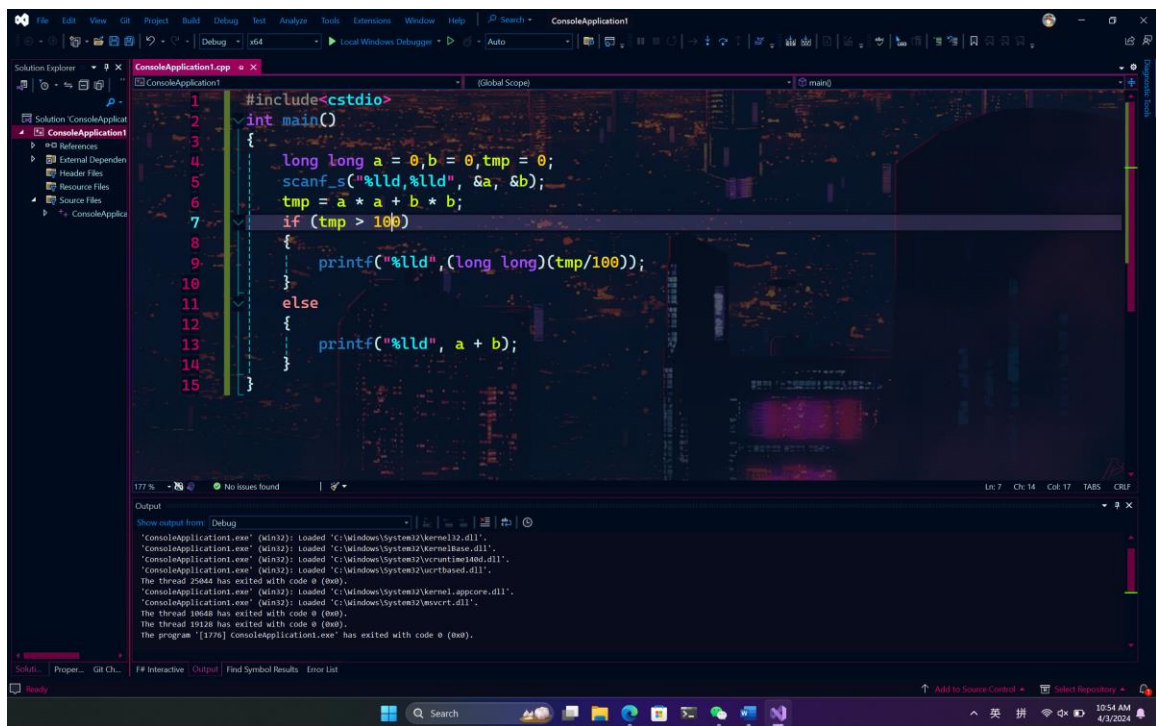 File Edit View Git Project Build Debug Test Analyze Tools Extensions Window Help Search ConsoleApplication1
Debug x64 Local Windows Debugger Auto
Solution Explorer
ConsoleApplication1.cpp
ConsoleApplication1 (Global Scope) main()
Solution 'ConsoleApplicat
ConsoleApplication1
References
External Dependen
Header Files
Resource Files
Source Files
ConsoleApplica
Diagnostic Tools
1 #include<cstdio>
2 int main()
3 {
4 long long a = 0,b = 0,tmp = 0;
5 scanf_s("%lld,%lld", &a, &b);
6 tmp = a * a + b * b;
7 if (tmp > 100)
8 {
9 printf("%lld",(long long)(tmp/100));
10 }
11 else
12 {
13 printf("%lld", a + b);
14 }
15 }
177 % No issues found Ln: 7 Ch: 14 Col: 17 TABS CRLF
Output
Show output from: Debug
'ConsoleApplication1.exe' (Win32): Loaded 'C:\Windows\System32\kernel32.dll'.
'ConsoleApplication1.exe' (Win32): Loaded 'C:\Windows\System32\KernelBase.dll'.
'ConsoleApplication1.exe' (Win32): Loaded 'C:\Windows\System32\vcruntime140d.dll'.
'ConsoleApplication1.exe' (Win32): Loaded 'C:\Windows\System32\ucrtbased.dll'.
The thread 25044 has exited with code 0 (0x0).
'ConsoleApplication1.exe' (Win32): Loaded 'C:\Windows\System32\kernel.appcore.dll'.
'ConsoleApplication1.exe' (Win32): Loaded 'C:\Windows\System32\msvcrt.dll'.
The thread 10648 has exited with code 0 (0x0).
The thread 19128 has exited with code 0 (0x0).
The program '[1776] ConsoleApplication1.exe' has exited with code 0 (0x0).
Soluti... Proper... Git Ch... F# Interactive Output Find Symbol Results Error List
Ready Add to Source Control Select Repository
Search 英 拼 10:54 AM
4/3/2024